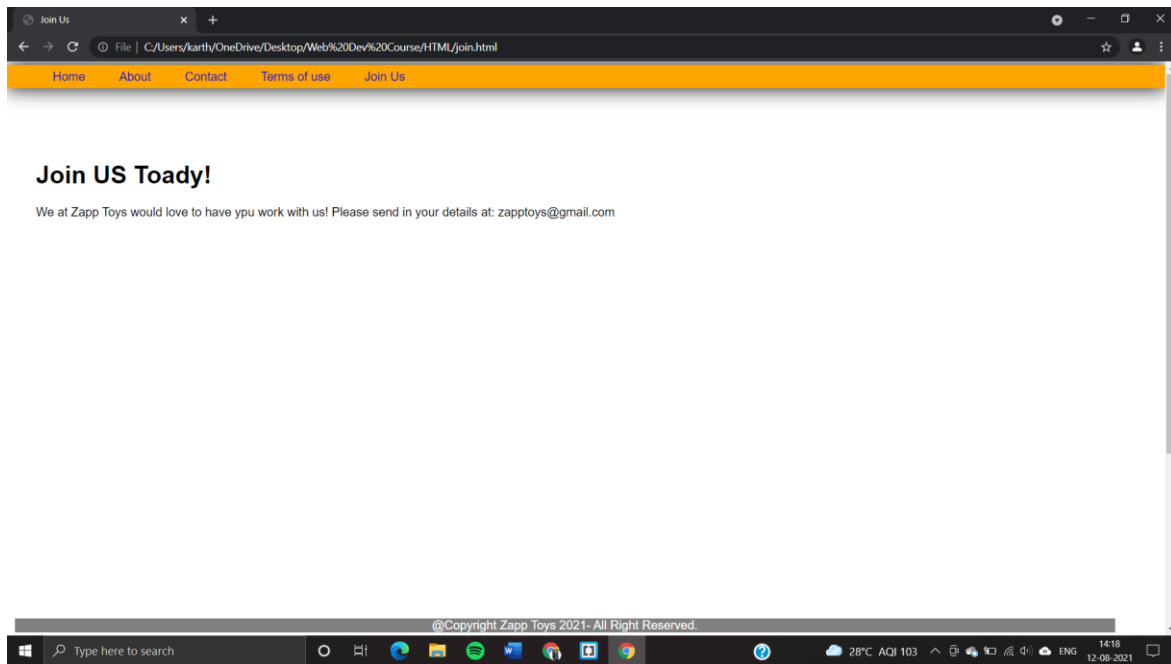 Join Us
File | C:/Users/karth/OneDrive/Desktop/Web%20Dev%20Course/HTML/join.html
Home About Contact Terms of use Join Us
Join US Toady!
We at Zapp Toys would love to have ypu work with us! Please send in your details at: zapptoys@gmail.com
@Copyright Zapp Toys 2021- All Right Reserved.
Type here to search
28°C AQI 103
ENG
14:18
12-08-2021